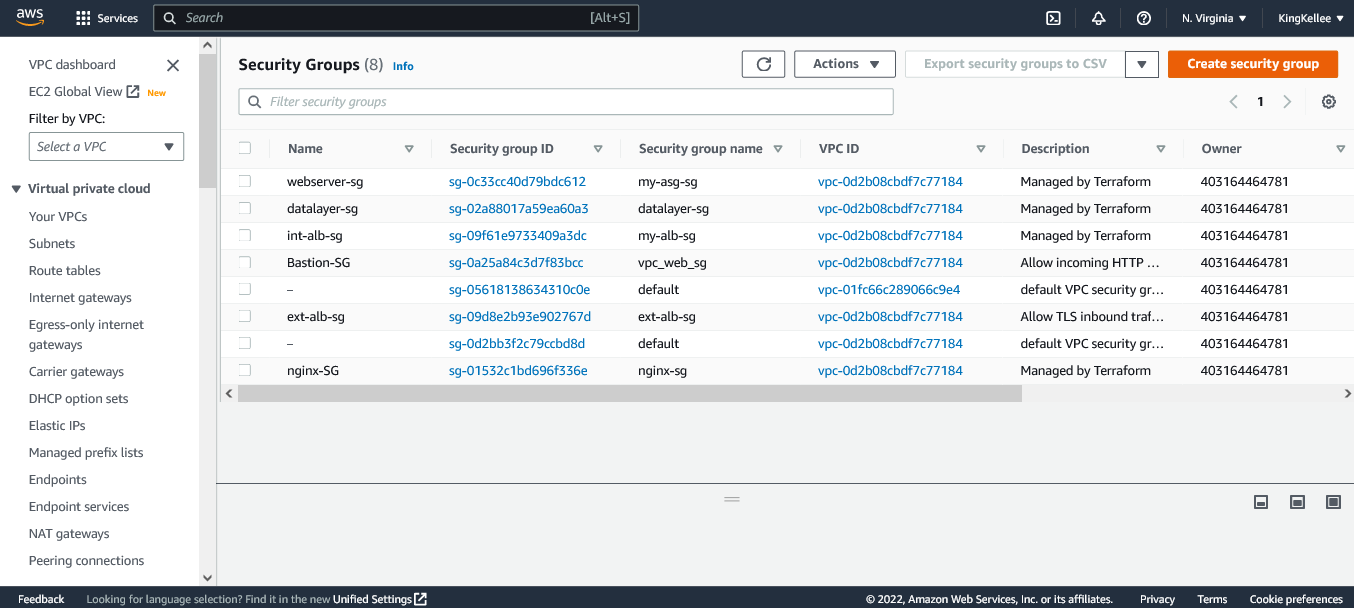 aws Services Search [Alt+S] N. Virginia KingKellee
VPC dashboard
EC2 Global View New
Filter by VPC:
Select a VPC
Virtual private cloud
Your VPCs
Subnets
Route tables
Internet gateways
Egress-only internet
gateways
Carrier gateways
DHCP option sets
Elastic IPs
Managed prefix lists
Endpoints
Endpoint services
NAT gateways
Peering connections
Security Groups (8) Info Actions Export security groups to CSV Create security group
Filter security groups 1
Name Security group ID Security group name VPC ID Description Owner
webserver-sg sg-0c33cc40d79bdc612 my-asg-sg vpc-0d2b08cbdf7c77184 Managed by Terraform 403164464781
datalayer-sg sg-02a88017a59ea60a3 datalayer-sg vpc-0d2b08cbdf7c77184 Managed by Terraform 403164464781
int-alb-sg sg-09f61e9733409a3dc my-alb-sg vpc-0d2b08cbdf7c77184 Managed by Terraform 403164464781
Bastion-SG sg-0a25a84c3d7f83bcc vpc_web_sg vpc-0d2b08cbdf7c77184 Allow incoming HTTP ... 403164464781
– sg-05618138634310c0e default vpc-01fc66c289066c9e4 default VPC security gr... 403164464781
ext-alb-sg sg-09d8e2b93e902767d ext-alb-sg vpc-0d2b08cbdf7c77184 Allow TLS inbound traf... 403164464781
– sg-0d2bb3f2c79ccbd8d default vpc-0d2b08cbdf7c77184 default VPC security gr... 403164464781
nginx-SG sg-01532c1bd696f336e nginx-sg vpc-0d2b08cbdf7c77184 Managed by Terraform 403164464781
Feedback Looking for language selection? Find it in the new Unified Settings © 2022, Amazon Web Services, Inc. or its affiliates. Privacy Terms Cookie preferences